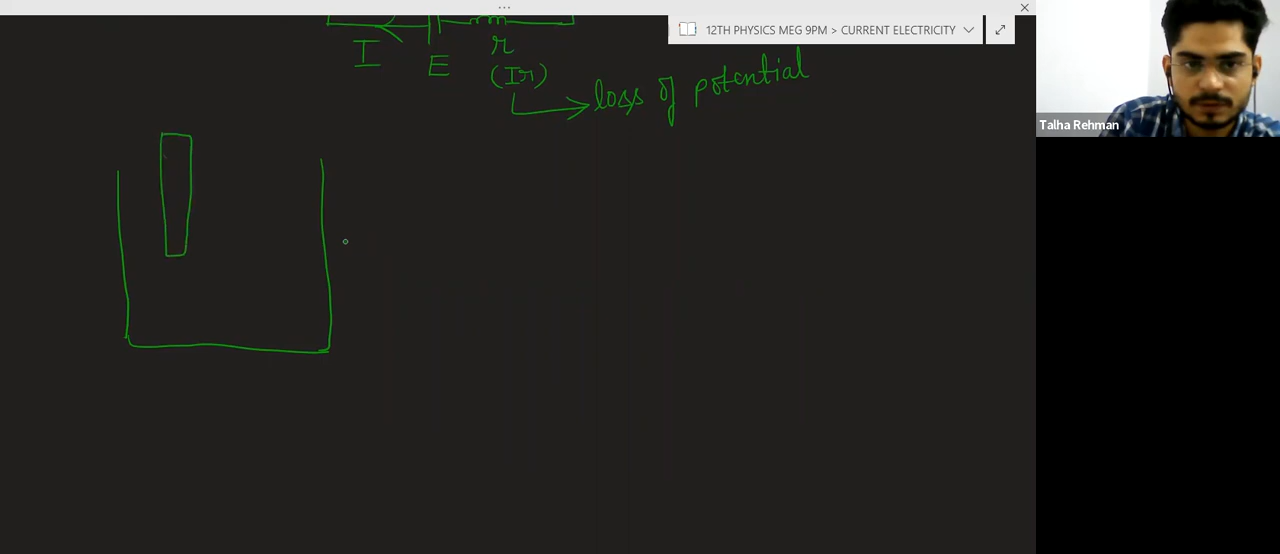 12TH PHYSICS MEG 9PM > CURRENT ELECTRICITY
I
E
r
(Ir)
loss of potential
Talha Rehman